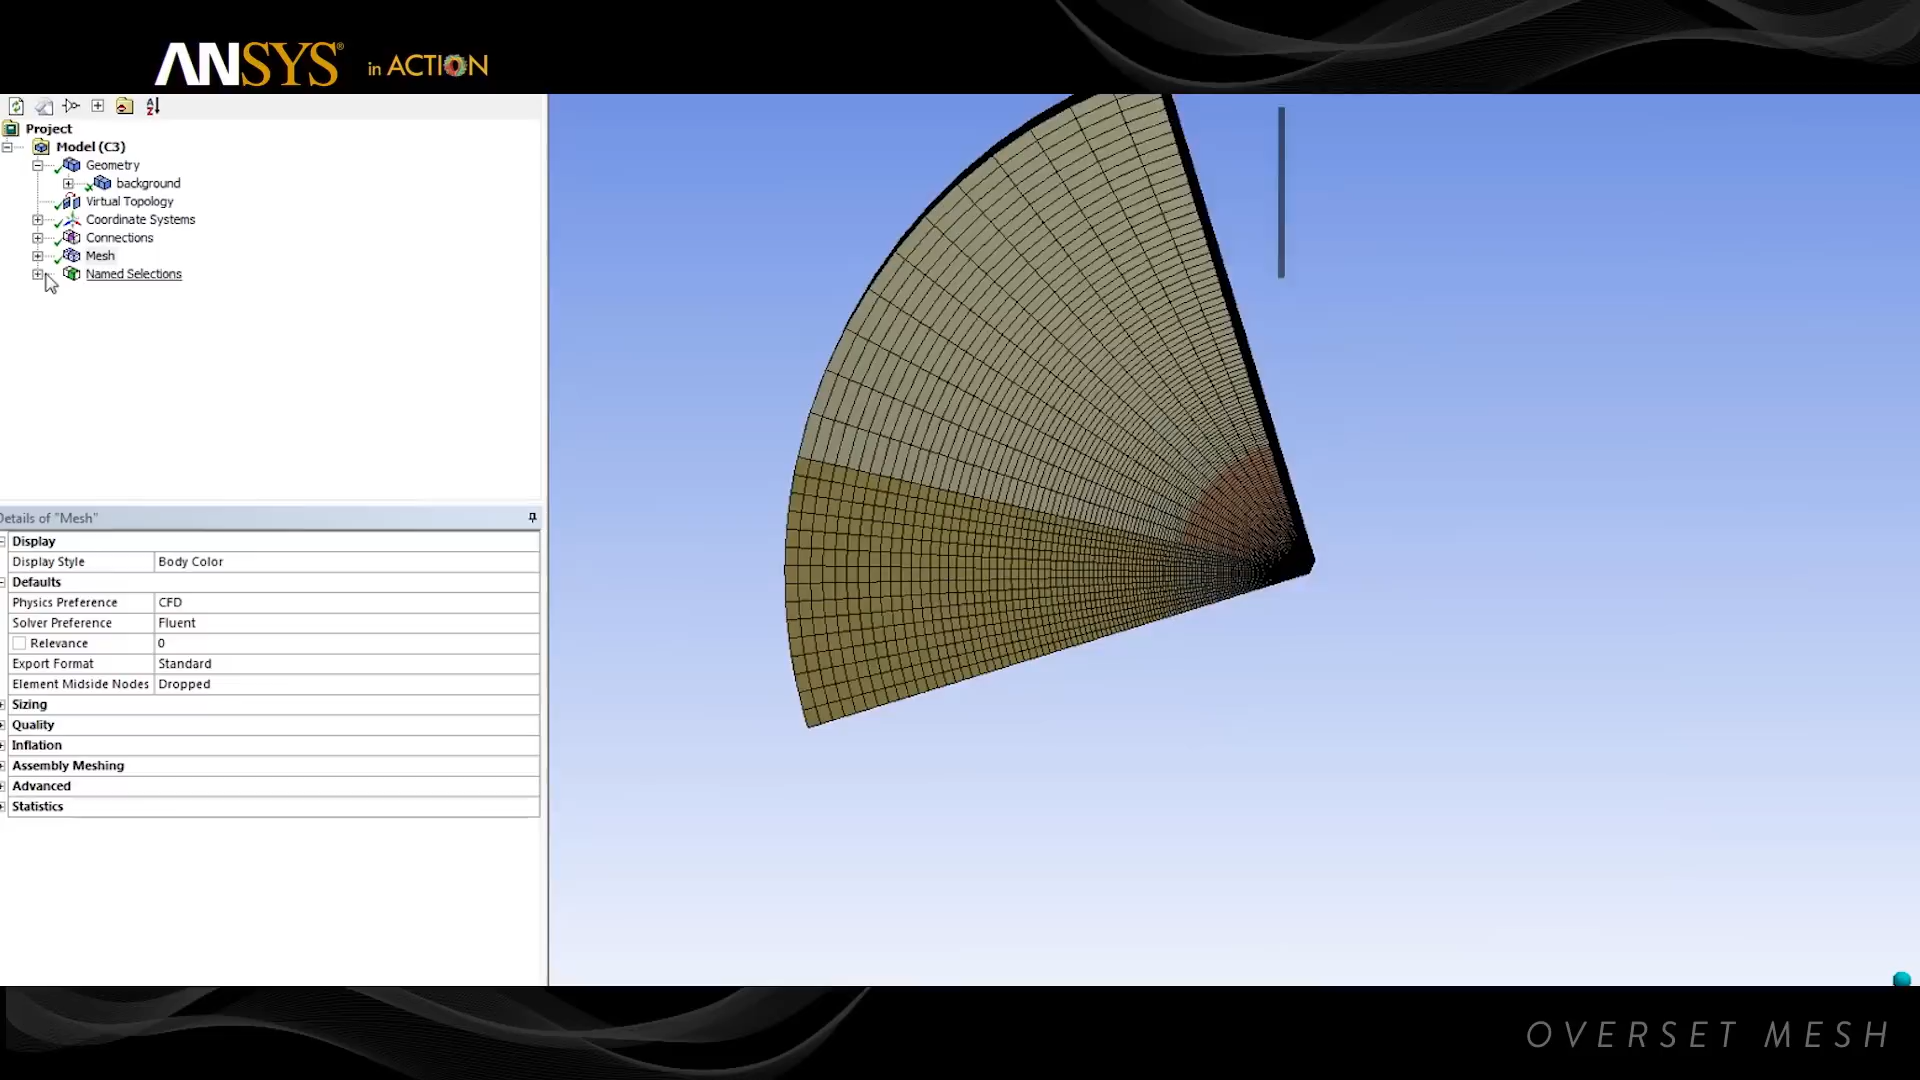 ANSYS® in ACTION
Project
Model (C3)
Geometry
background
Virtual Topology
Coordinate Systems
Connections
Mesh
Named Selections
Details of "Mesh"
Display
Display Style Body Color
Defaults
Physics Preference CFD
Solver Preference Fluent
Relevance 0
Export Format Standard
Element Midside Nodes Dropped
Sizing
Quality
Inflation
Assembly Meshing
Advanced
Statistics
OVERSET MESH